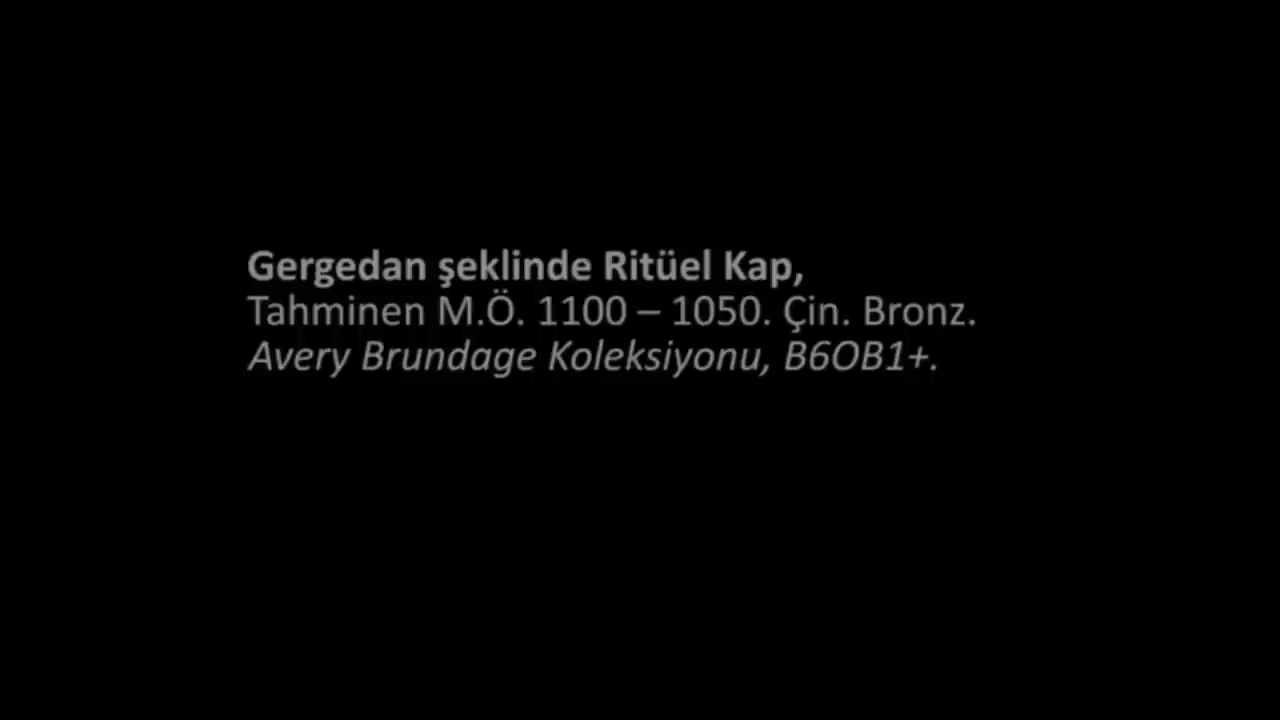 Gergedan şeklinde Ritüel Kap,
Tahminen M.Ö. 1100 – 1050. Çin. Bronz.
Avery Brundage Koleksiyonu, B6OB1+.